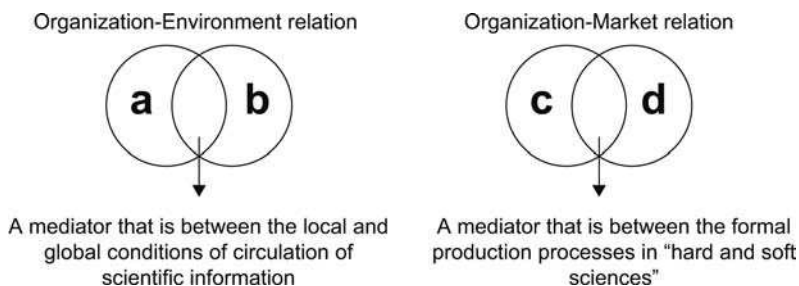 Organization-Environment relation
a b
A mediator that is between the local and
global conditions of circulation of
scientific information
Organization-Market relation
c d
A mediator that is between the formal
production processes in “hard and soft
sciences”